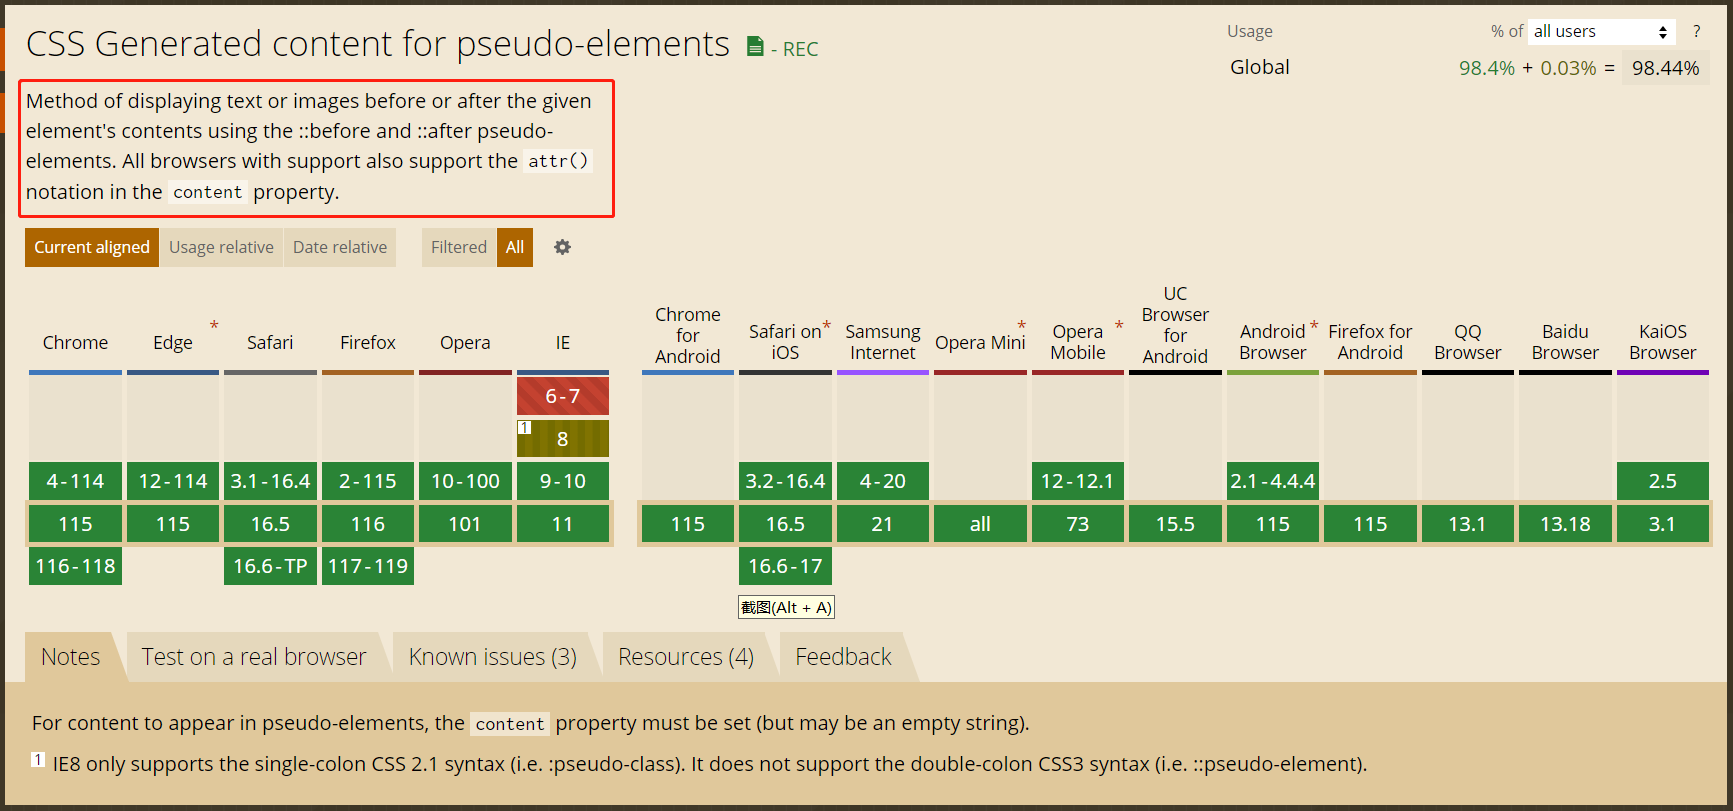 CSS Generated content for pseudo-elements - REC
Usage % of all users ?
Global 98.4% + 0.03% = 98.44%
Method of displaying text or images before or after the given
element's contents using the ::before and ::after pseudo-
elements. All browsers with support also support the attr()
notation in the content property.
Current aligned Usage relative Date relative Filtered All
Chrome
Edge *
Safari
Firefox
Opera
IE
Chrome
for
Android
Safari on *
iOS
Samsung
Internet
Opera Mini *
Opera *
Mobile
UC
Browser
for
Android
Android *
Browser
Firefox for
Android
QQ
Browser
Baidu
Browser
KaiOS
Browser
6-7
1 8
4-114 12-114 3.1-16.4 2-115 10-100 9-10 3.2-16.4 4-20 12-12.1 2.1-4.4.4 2.5
115 115 16.5 116 101 11 115 16.5 21 all 73 15.5 115 115 13.1 13.18 3.1
116-118 16.6-TP 117-119 16.6-17
截图(Alt + A)
Notes Test on a real browser Known issues (3) Resources (4) Feedback
For content to appear in pseudo-elements, the content property must be set (but may be an empty string).
1 IE8 only supports the single-colon CSS 2.1 syntax (i.e. :pseudo-class). It does not support the double-colon CSS3 syntax (i.e. ::pseudo-element).